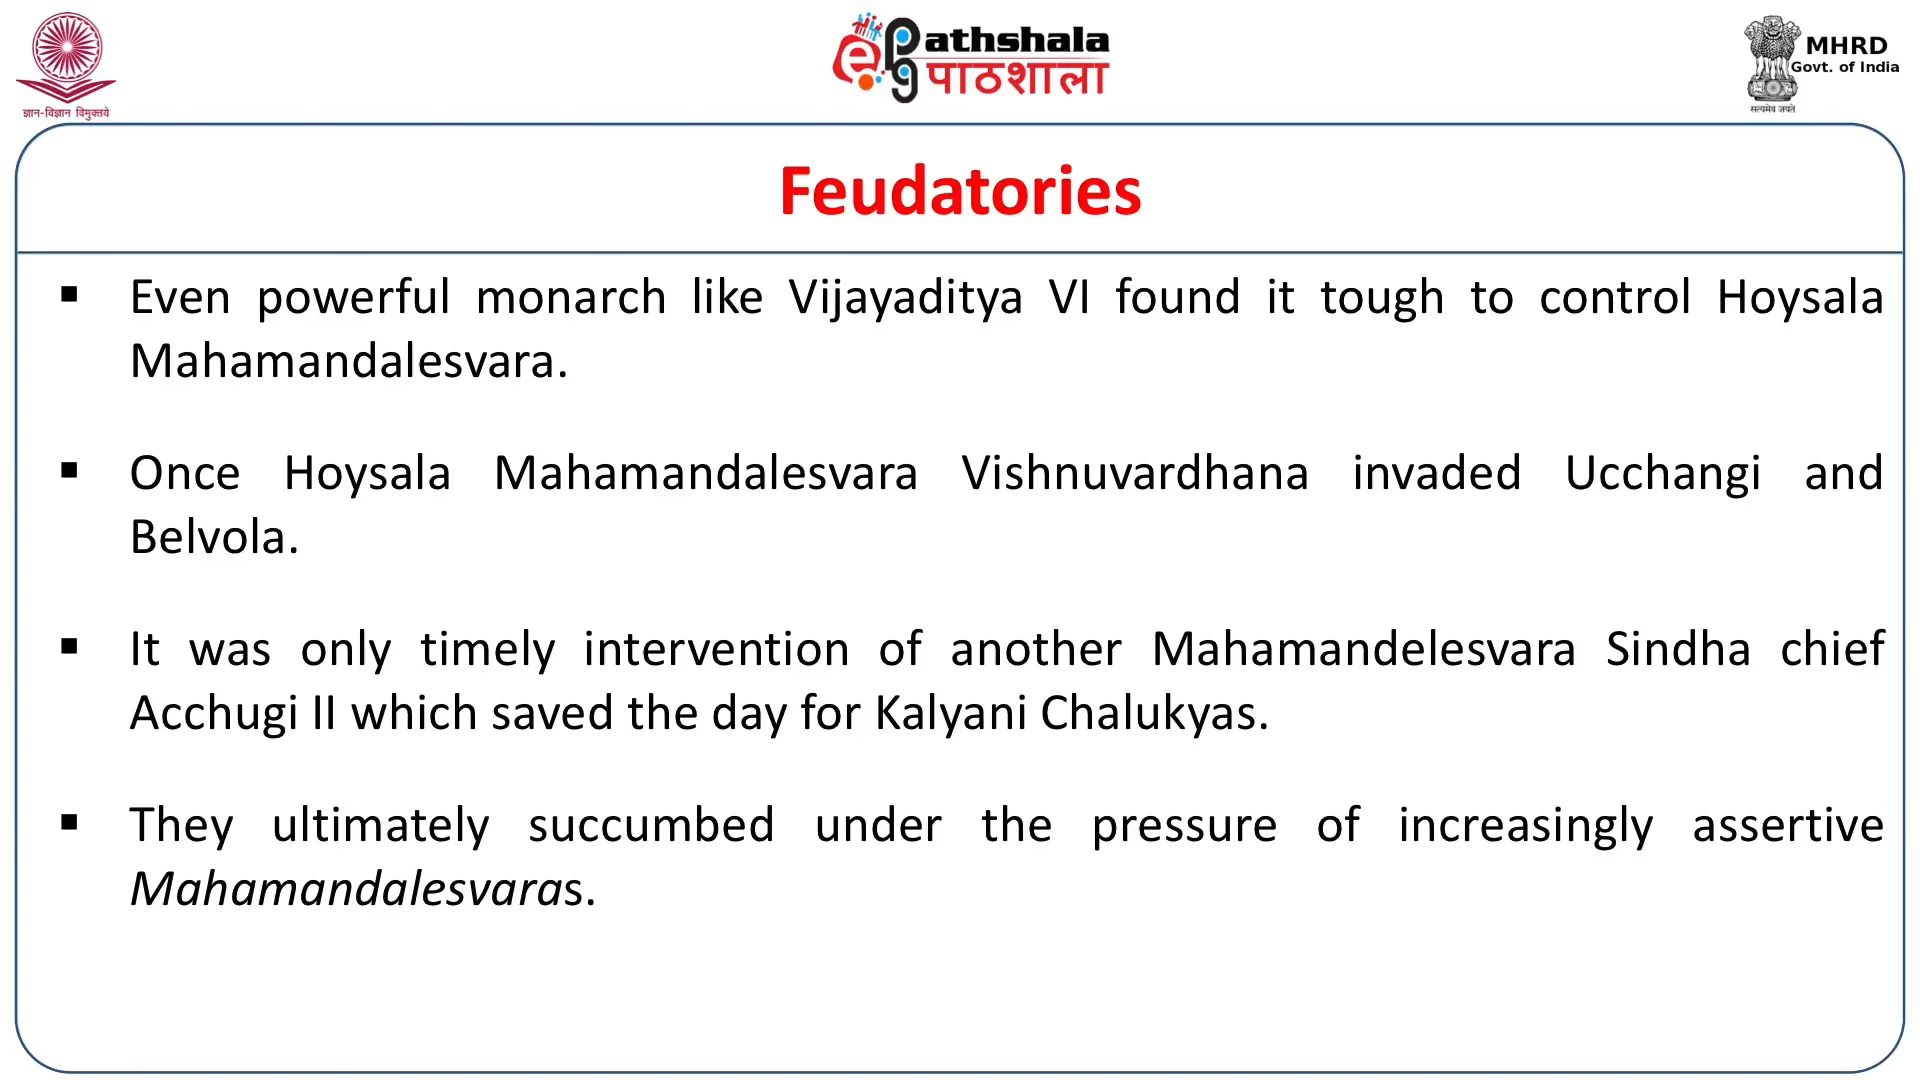 ज्ञान-विज्ञान विमुक्तये
ePG Pathshala
पाठशाला
MHRD
Govt. of India
सत्यमेव जयते
Feudatories
▪ Even powerful monarch like Vijayaditya VI found it tough to control Hoysala
Mahamandalesvara.
▪ Once Hoysala Mahamandalesvara Vishnuvardhana invaded Ucchangi and
Belvola.
▪ It was only timely intervention of another Mahamandelesvara Sindha chief
Acchugi II which saved the day for Kalyani Chalukyas.
▪ They ultimately succumbed under the pressure of increasingly assertive
Mahamandalesvaras.